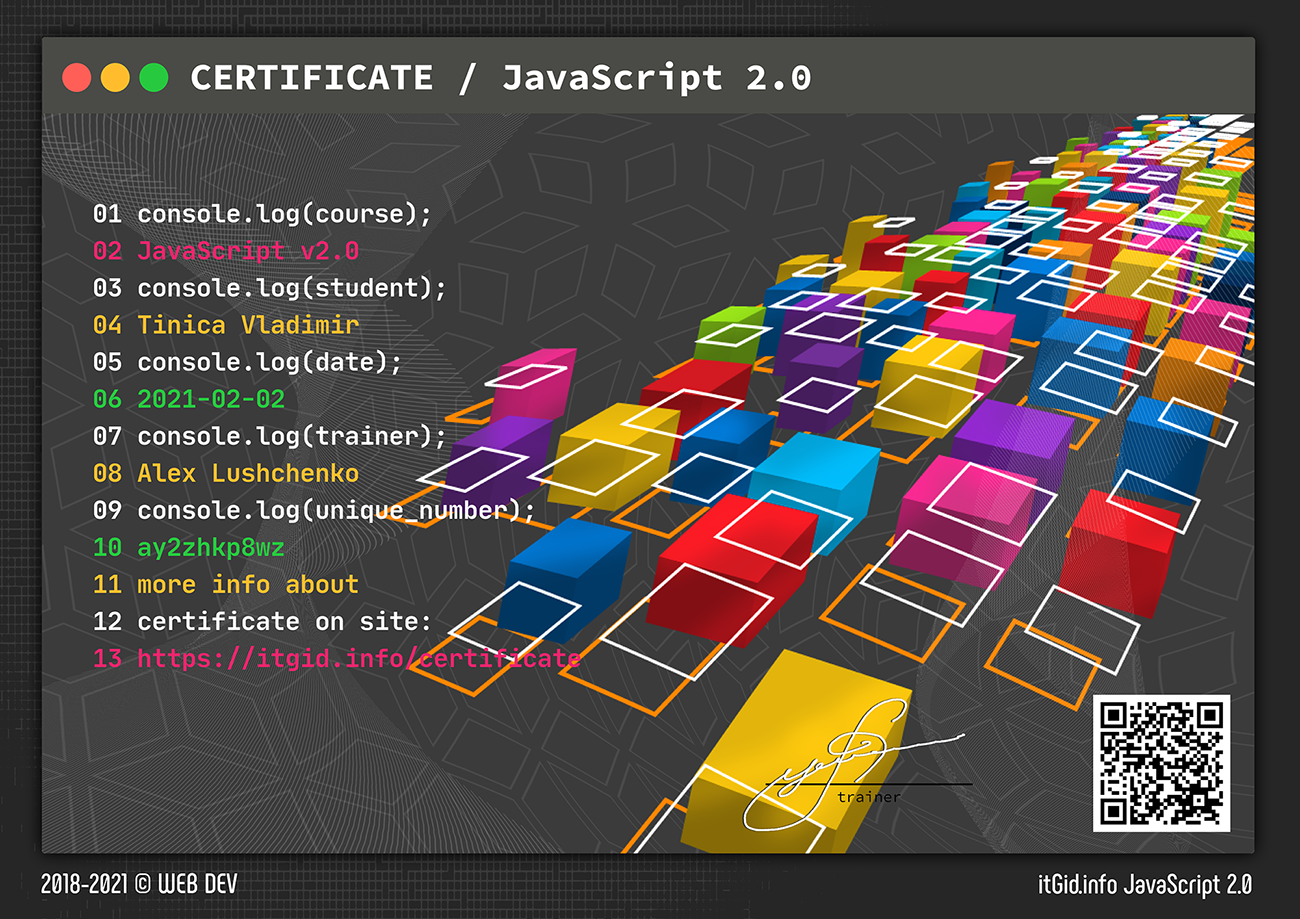 CERTIFICATE / JavaScript 2.0
01 console.log(course);
02 JavaScript v2.0
03 console.log(student);
04 Tinica Vladimir
05 console.log(date);
06 2021-02-02
07 console.log(trainer);
08 Alex Lushchenko
09 console.log(unique_number);
10 ay2zhkp8wz
11 more info about
12 certificate on site:
13 https://itgid.info/certificate
trainer
2018-2021 © WEB DEV
itGid.info JavaScript 2.0